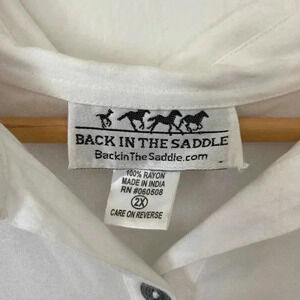 BACK IN THE SADDLE
BackinTheSaddle.com
100% RAYON
MADE IN INDIA
RN #060508
2X
CARE ON REVERSE